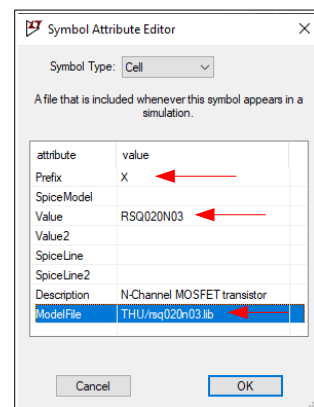 Symbol Attribute Editor
Symbol Type: Cell
A file that is included whenever this symbol appears in a
simulation.
attribute value
Prefix X
SpiceModel
Value RSQ020N03
Value2
SpiceLine
SpiceLine2
Description N-Channel MOSFET transistor
ModelFile THU/rsq020n03.lib
Cancel OK